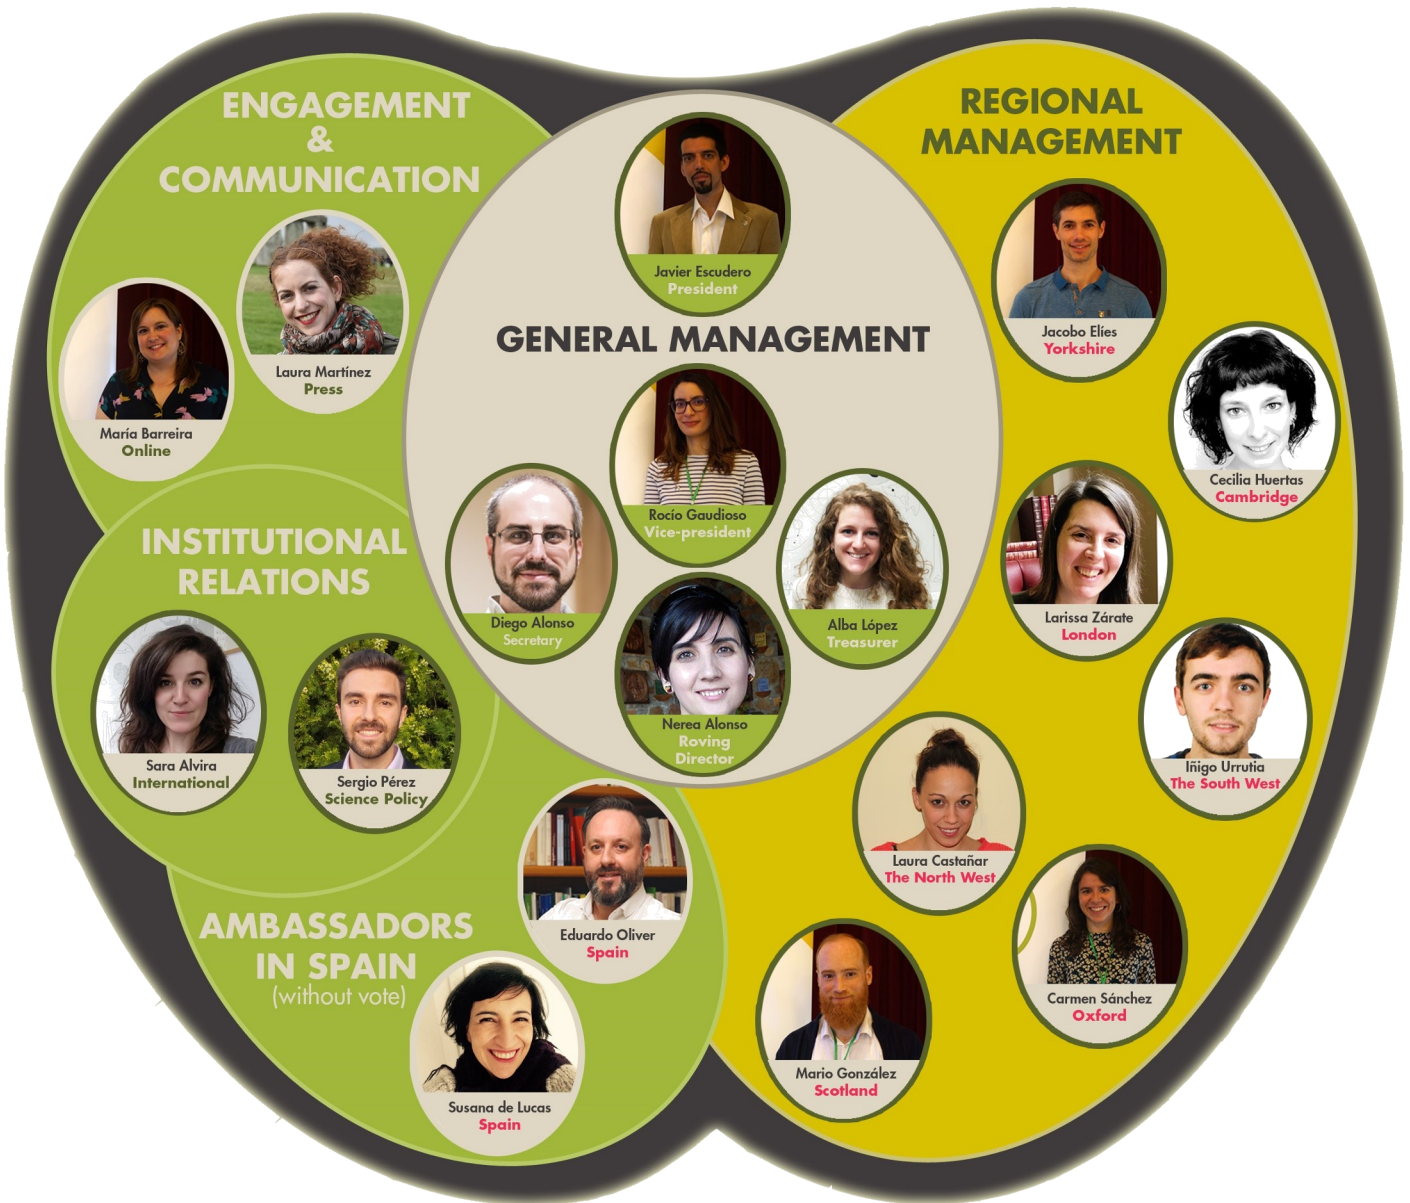 ENGAGEMENT
&
COMMUNICATION
Laura Martínez
Press
María Barreira
Online
INSTITUTIONAL
RELATIONS
Sara Alvira
International
Sergio Pérez
Science Policy
AMBASSADORS
IN SPAIN
(without vote)
Eduardo Oliver
Spain
Susana de Lucas
Spain
Javier Escudero
President
GENERAL MANAGEMENT
Rocío Gaudioso
Vice-president
Diego Alonso
Secretary
Alba López
Treasurer
Nerea Alonso
Roving
Director
REGIONAL
MANAGEMENT
Jacobo Elíes
Yorkshire
Cecilia Huertas
Cambridge
Larissa Zárate
London
Iñigo Urrutia
The South West
Laura Castañar
The North West
Carmen Sánchez
Oxford
Mario González
Scotland